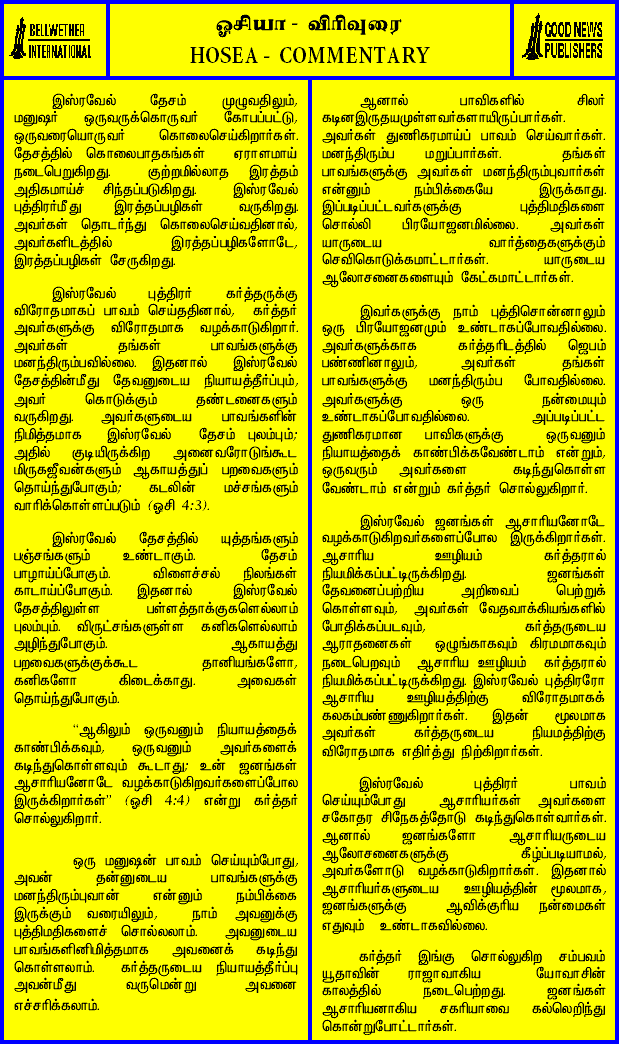 BELLWETHER
INTERNATIONAL
ஓசியா - விரிவுரை
HOSEA - COMMENTARY
GOOD NEWS
PUBLISHERS
இஸ்ரவேல் தேசம் முழுவதிலும்,
மனுஷர் ஒருவருக்கொருவர் கோபப்பட்டு,
ஒருவரையொருவர் கொலைசெய்கிறார்கள்.
தேசத்தில் கொலைபாதகங்கள் ஏராளமாய்
நடைபெறுகிறது. குற்றமில்லாத இரத்தம்
அதிகமாய்ச் சிந்தப்படுகிறது. இஸ்ரவேல்
புத்திரர்மீது இரத்தப்பழிகள் வருகிறது.
அவர்கள் தொடர்ந்து கொலைசெய்வதினால்,
அவர்களிடத்தில் இரத்தப்பழிகளோடே,
இரத்தப்பழிகள் சேருகிறது.
இஸ்ரவேல் புத்திரர் கர்த்தருக்கு
விரோதமாகப் பாவம் செய்ததினால், கர்த்தர்
அவர்களுக்கு விரோதமாக வழக்காடுகிறார்.
அவர்கள் தங்கள் பாவங்களுக்கு
மனந்திரும்பவில்லை. இதனால் இஸ்ரவேல்
தேசத்தின்மீது தேவனுடைய நியாயத்தீர்ப்பும்,
அவர் கொடுக்கும் தண்டனைகளும்
வருகிறது. அவர்களுடைய பாவங்களின்
நிமித்தமாக இஸ்ரவேல் தேசம் புலம்பும்;
அதில் குடியிருக்கிற அனைவரோடுங்கூட
மிருகஜீவன்களும் ஆகாயத்துப் பறவைகளும்
தொய்ந்துபோகும்; கடலின் மச்சங்களும்
வாரிக்கொள்ளப்படும் (ஓசி 4:3).
இஸ்ரவேல் தேசத்தில் யுத்தங்களும்
பஞ்சங்களும் உண்டாகும். தேசம்
பாழாய்ப்போகும். விளைச்சல் நிலங்கள்
காடாய்ப்போகும். இதனால் இஸ்ரவேல்
தேசத்திலுள்ள பள்ளத்தாக்குகளெல்லாம்
புலம்பும். விருட்சங்களுள்ள கனிகளெல்லாம்
அழிந்துபோகும். ஆகாயத்து
பறவைகளுக்குக்கூட தானியங்களோ,
கனிகளோ கிடைக்காது. அவைகள்
தொய்ந்துபோகும்.
“ஆகிலும் ஒருவனும் நியாயத்தைக்
காண்பிக்கவும், ஒருவனும் அவர்களைக்
கடிந்துகொள்ளவும் கூடாது; உன் ஜனங்கள்
ஆசாரியனோடே வழக்காடுகிறவர்களைப்போல
இருக்கிறார்கள்” (ஓசி 4:4) என்று கர்த்தர்
சொல்லுகிறார்.
ஒரு மனுஷன் பாவம் செய்யும்போது,
அவன் தன்னுடைய பாவங்களுக்கு
மனந்திரும்புவான் என்னும் நம்பிக்கை
இருக்கும் வரையிலும், நாம் அவனுக்கு
புத்திமதிகளைச் சொல்லலாம். அவனுடைய
பாவங்களினிமித்தமாக அவனைக் கடிந்து
கொள்ளலாம். கர்த்தருடைய நியாயத்தீர்ப்பு
அவன்மீது வருமென்று அவனை
எச்சரிக்கலாம்.
ஆனால் பாவிகளில் சிலர்
கடினஇருதயமுள்ளவர்களாயிருப்பார்கள்.
அவர்கள் துணிகரமாய்ப் பாவம் செய்வார்கள்.
மனந்திரும்ப மறுப்பார்கள். தங்கள்
பாவங்களுக்கு அவர்கள் மனந்திரும்புவார்கள்
என்னும் நம்பிக்கையே இருக்காது.
இப்படிப்பட்டவர்களுக்கு புத்திமதிகளை
சொல்லி பிரயோஜனமில்லை. அவர்கள்
யாருடைய வார்த்தைகளுக்கும்
செவிகொடுக்கமாட்டார்கள். யாருடைய
ஆலோசனைகளையும் கேட்கமாட்டார்கள்.
இவர்களுக்கு நாம் புத்திசொன்னாலும்
ஒரு பிரயோஜனமும் உண்டாகப்போவதில்லை.
அவர்களுக்காக கர்த்தரிடத்தில் ஜெபம்
பண்ணினாலும், அவர்கள் தங்கள்
பாவங்களுக்கு மனந்திரும்ப போவதில்லை.
அவர்களுக்கு ஒரு நன்மையும்
உண்டாகப்போவதில்லை. அப்படிப்பட்ட
துணிகரமான பாவிகளுக்கு ஒருவனும்
நியாயத்தைக் காண்பிக்கவேண்டாம் என்றும்,
ஒருவரும் அவர்களை கடிந்துகொள்ள
வேண்டாம் என்றும் கர்த்தர் சொல்லுகிறார்.
இஸ்ரவேல் ஜனங்கள் ஆசாரியனோடே
வழக்காடுகிறவர்களைப்போல இருக்கிறார்கள்.
ஆசாரிய ஊழியம் கர்த்தரால்
நியமிக்கப்பட்டிருக்கிறது. ஜனங்கள்
தேவனைப்பற்றிய அறிவைப் பெற்றுக்
கொள்ளவும், அவர்கள் வேதவாக்கியங்களில்
போதிக்கப்படவும், கர்த்தருடைய
ஆராதனைகள் ஒழுங்காகவும் கிரமமாகவும்
நடைபெறவும் ஆசாரிய ஊழியம் கர்த்தரால்
நியமிக்கப்பட்டிருக்கிறது. இஸ்ரவேல் புத்திரரோ
ஆசாரிய ஊழியத்திற்கு விரோதமாகக்
கலகம்பண்ணுகிறார்கள். இதன் மூலமாக
அவர்கள் கர்த்தருடைய நியமத்திற்கு
விரோதமாக எதிர்த்து நிற்கிறார்கள்.
இஸ்ரவேல் புத்திரர் பாவம்
செய்யும்போது ஆசாரியர்கள் அவர்களை
சகோதர சிநேகத்தோடு கடிந்துகொள்வார்கள்.
ஆனால் ஜனங்களோ ஆசாரியருடைய
ஆலோசனைகளுக்கு கீழ்ப்படியாமல்,
அவர்களோடு வழக்காடுகிறார்கள். இதனால்
ஆசாரியர்களுடைய ஊழியத்தின் மூலமாக,
ஜனங்களுக்கு ஆவிக்குரிய நன்மைகள்
எதுவும் உண்டாகவில்லை.
கர்த்தர் இங்கு சொல்லுகிற சம்பவம்
யூதாவின் ராஜாவாகிய யோவாசின்
காலத்தில் நடைபெற்றது. ஜனங்கள்
ஆசாரியனாகிய சகரியாவை கல்லெறிந்து
கொன்றுபோட்டார்கள்.